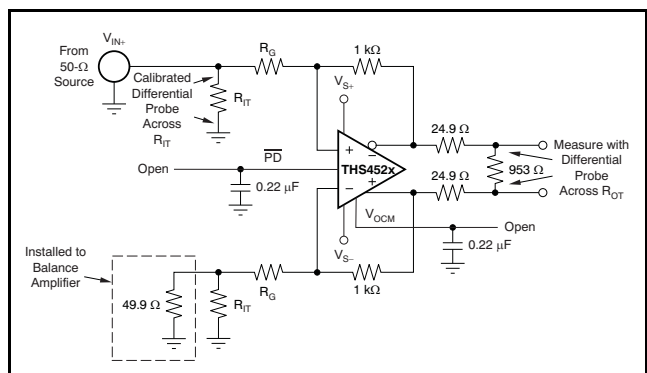 V_IN+
From
50-Ω
Source
Calibrated
Differential
Probe
Across
R_IT
R_IT
R_G
1 kΩ
V_S+
24.9 Ω
PD
Open
0.22 µF
+
−
−
+
THS452x
953 Ω
Measure with
Differential
Probe
Across R_OT
24.9 Ω
V_OCM
Open
0.22 µF
V_S−
Installed to
Balance
Amplifier
49.9 Ω
R_IT
R_G
1 kΩ